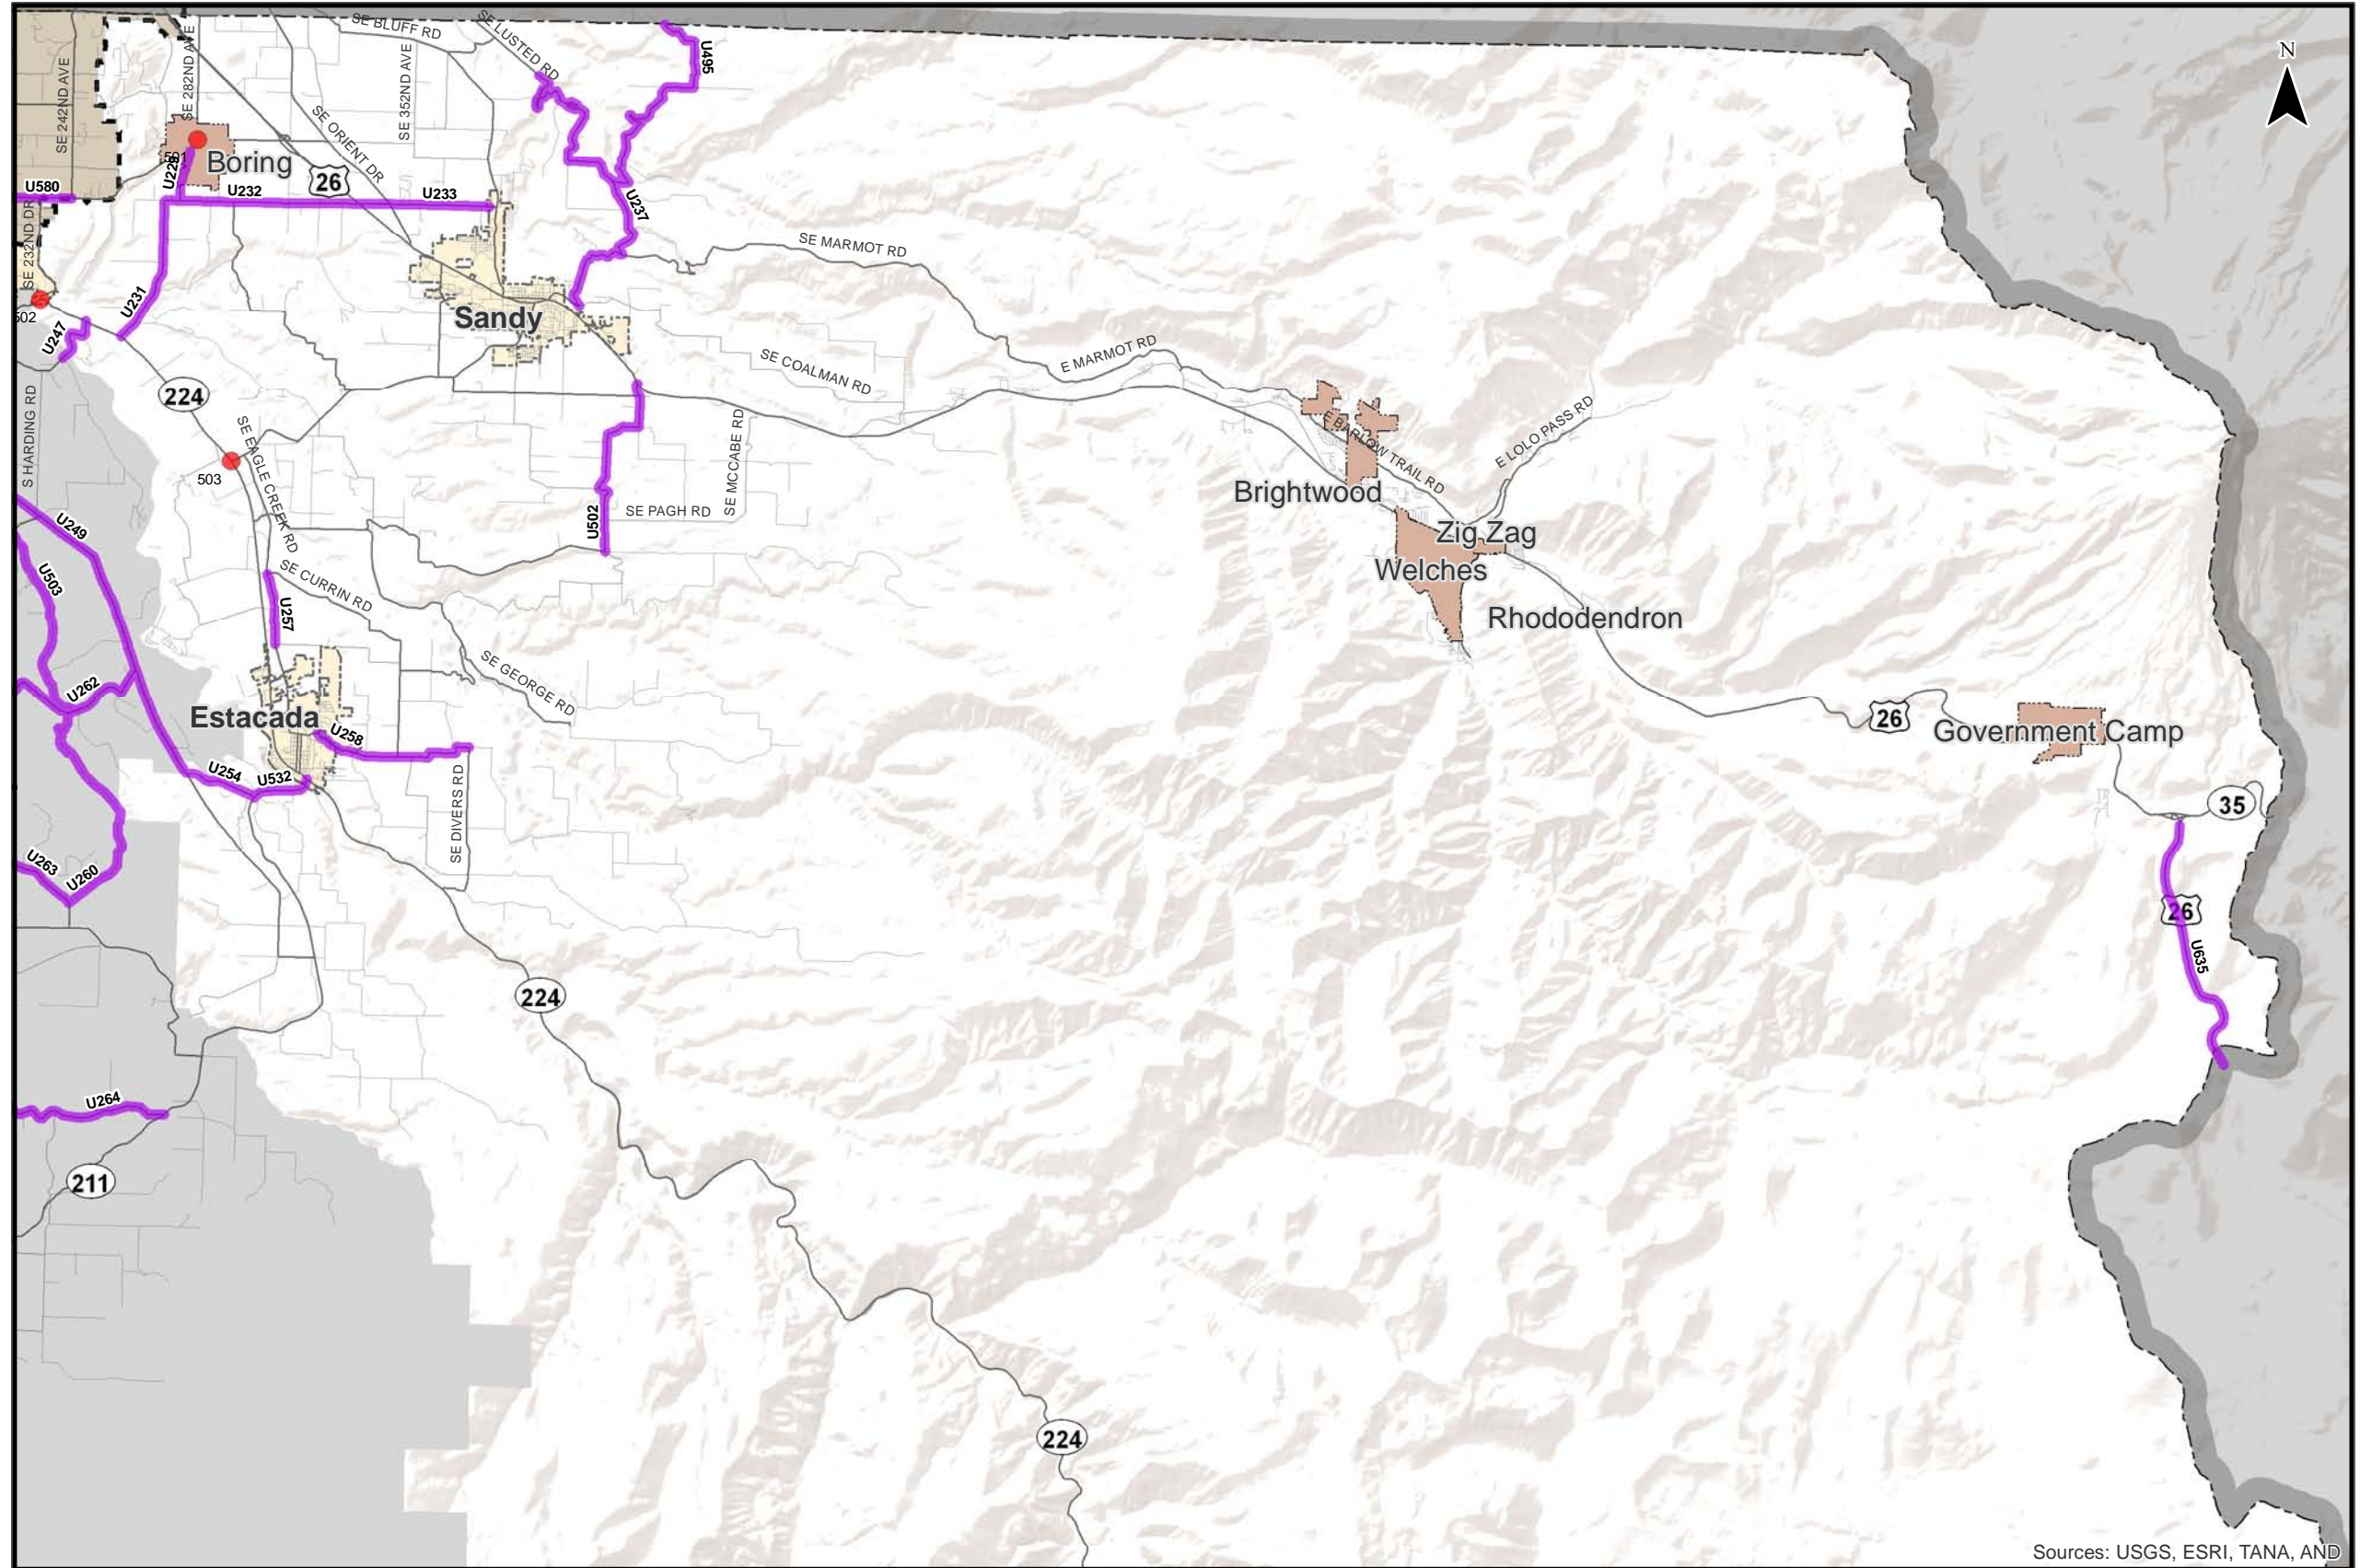 SE BLUFF RD
SE LUSTED RD
U495
N
SE 242ND AVE
SE 282ND AVE
SE 352ND AVE
SE ORIENT DR
501
Boring
26
U580
U232
U233
U237
SE 232ND DR
SE MARMOT RD
502
U231
U247
Sandy
SE COALMAN RD
E MARMOT RD
224
S HARDING RD
SE EAGLE CREEK RD
503
SE MCCABE RD
E BARLOW TRAIL RD
E LOLO PASS RD
Brightwood
U502
SE PAGH RD
U249
Zig Zag
Welches
U503
SE CURRIN RD
U257
Rhododendron
U262
SE GEORGE RD
Estacada
U258
26
Government Camp
U254
U532
SE DIVERS RD
35
U263
U260
26
U635
224
U264
211
224
Sources: USGS, ESRI, TANA, AND